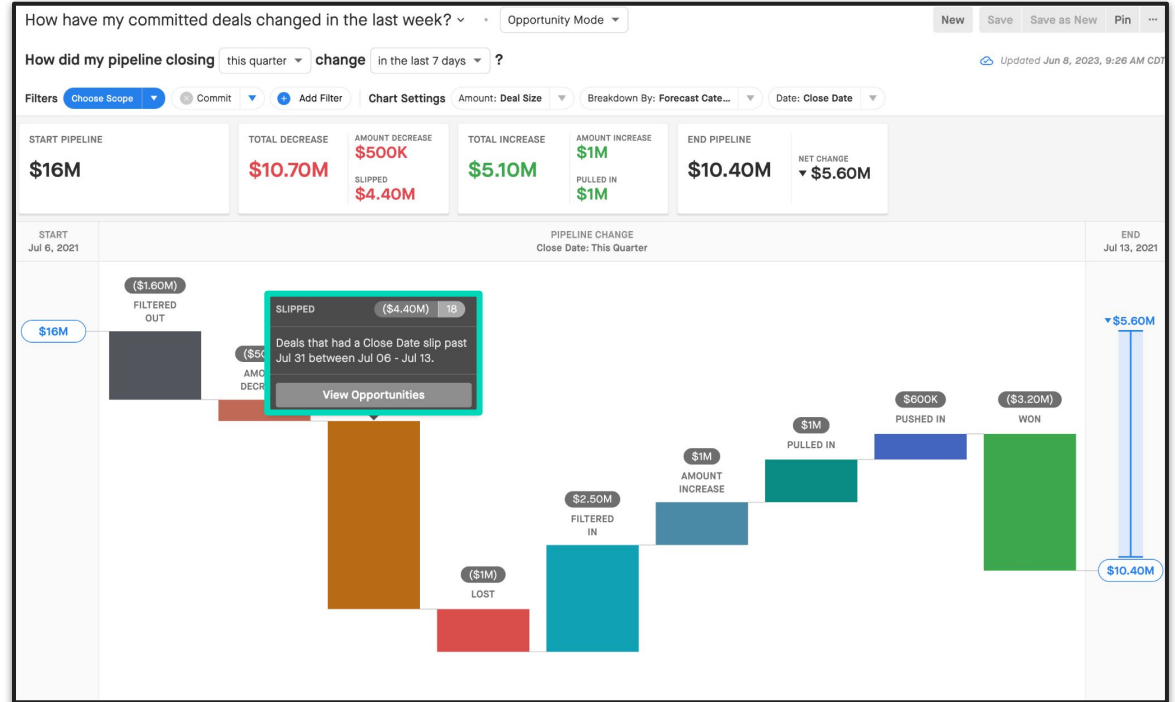 How have my committed deals changed in the last week?
Opportunity Mode
New Save Save as New Pin ...
How did my pipeline closing this quarter change in the last 7 days ?
Updated Jun 8, 2023, 9:26 AM CDT
Filters Choose Scope Commit Add Filter Chart Settings Amount: Deal Size Breakdown By: Forecast Cate... Date: Close Date
START PIPELINE
$16M
TOTAL DECREASE
$10.70M
AMOUNT DECREASE
$500K
SLIPPED
$4.40M
TOTAL INCREASE
$5.10M
AMOUNT INCREASE
$1M
PULLED IN
$1M
END PIPELINE
$10.40M
NET CHANGE
▼ $5.60M
START
Jul 6, 2021
PIPELINE CHANGE
Close Date: This Quarter
END
Jul 13, 2021
$16M
($1.60M)
FILTERED
OUT
($50
AMO
DECR
SLIPPED ($4.40M) 18
Deals that had a Close Date slip past
Jul 31 between Jul 06 - Jul 13.
View Opportunities
($1M)
LOST
$2.50M
FILTERED
IN
$1M
AMOUNT
INCREASE
$1M
PULLED IN
$600K
PUSHED IN
($3.20M)
WON
▼$5.60M
$10.40M